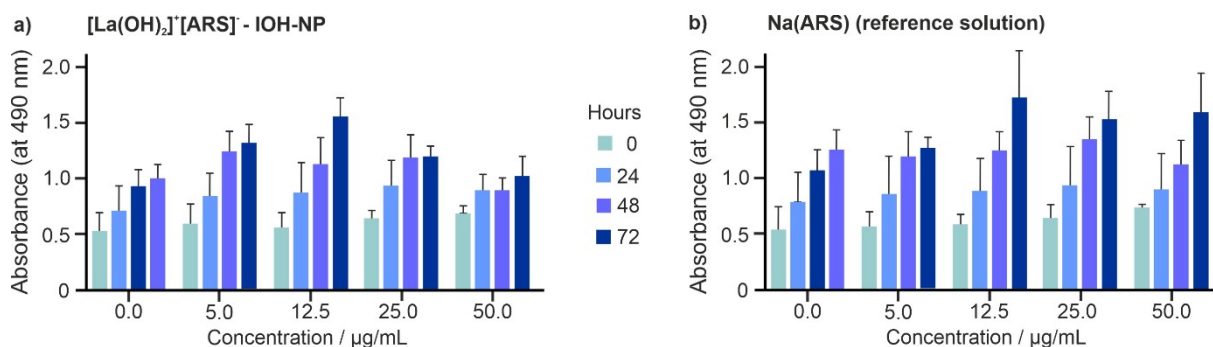 a) [La(OH)₂]⁺[ARS]⁻ - IOH-NP
Absorbance (at 490 nm)
2.0
1.5
1.0
0.5
0
0.0 5.0 12.5 25.0 50.0
Concentration / µg/mL
Hours
0
24
48
72
b) Na(ARS) (reference solution)
Absorbance (at 490 nm)
2.0
1.5
1.0
0.5
0
0.0 5.0 12.5 25.0 50.0
Concentration / µg/mL